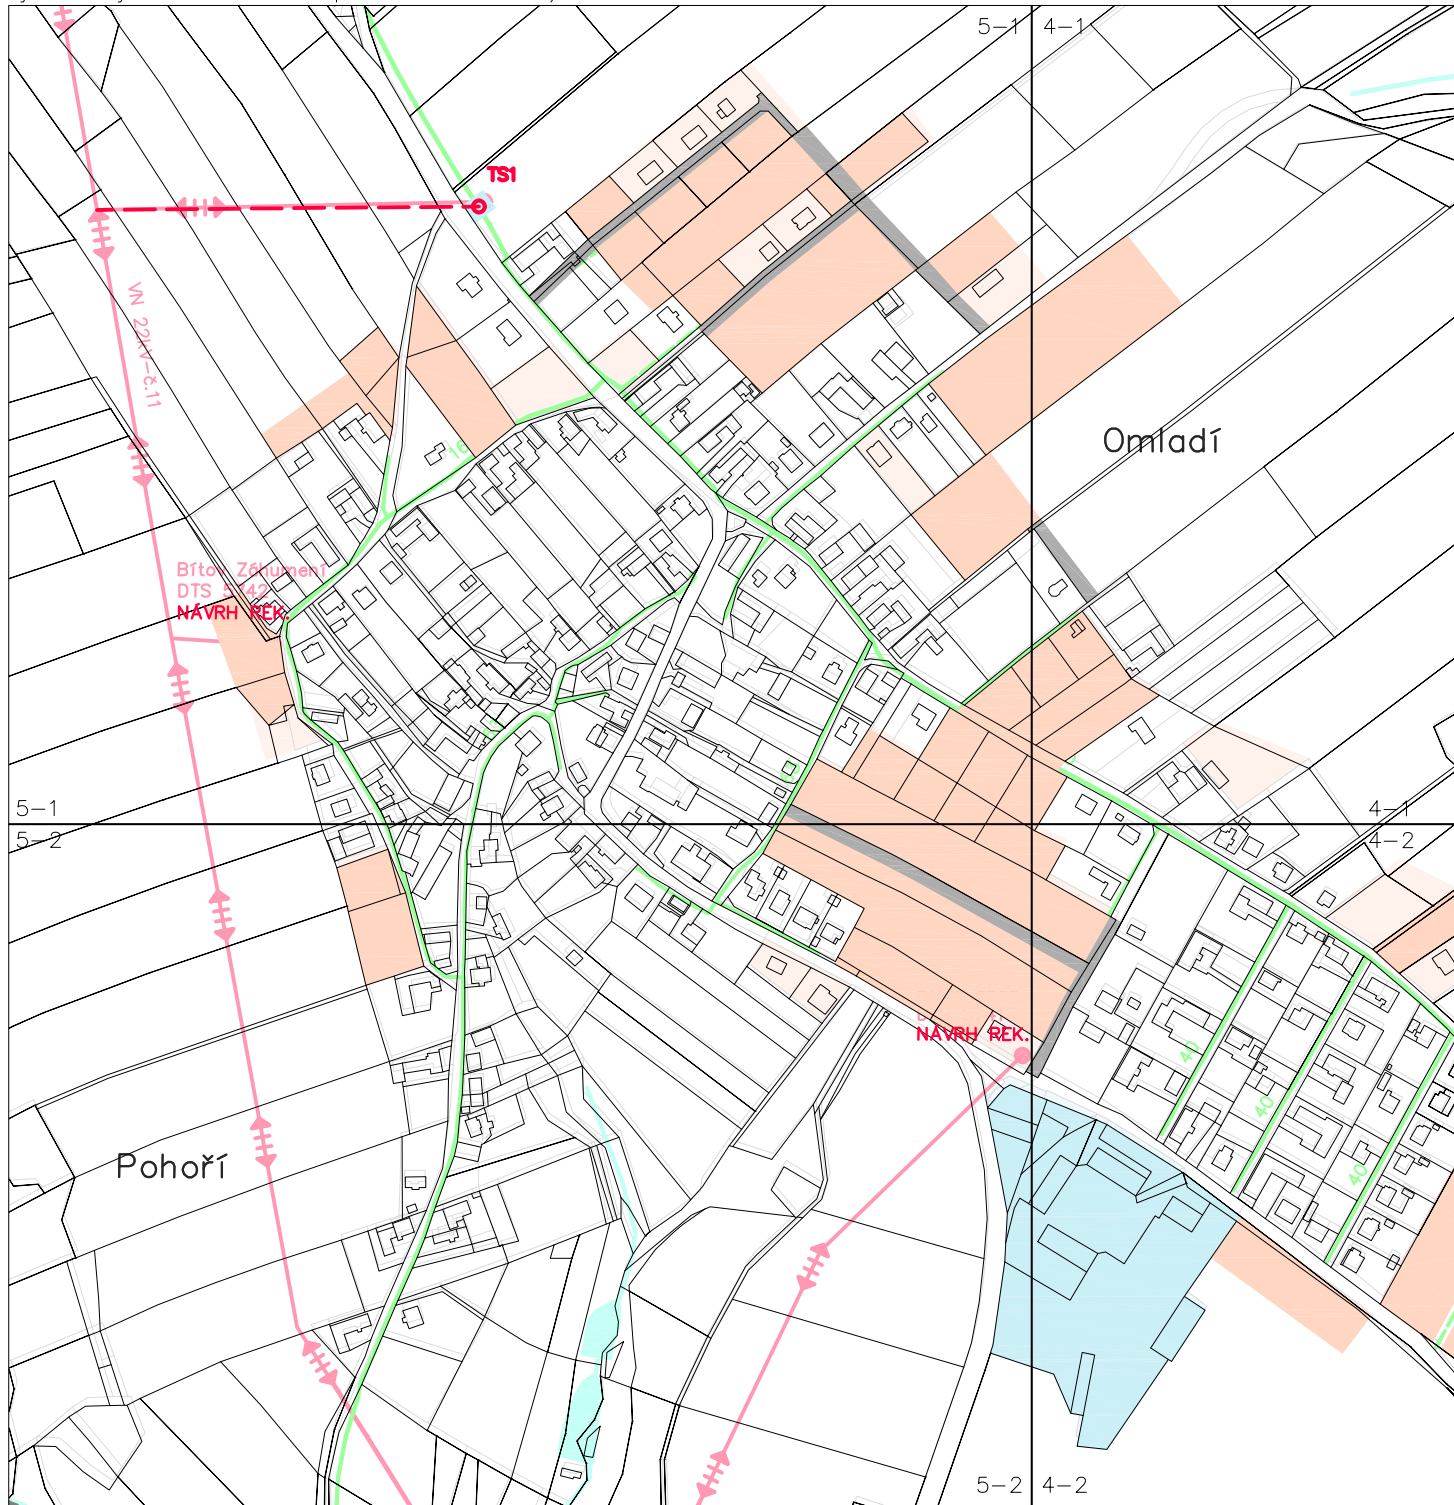 5-1 4-1
TS1
VN 22kV-č.11
Omladí
16
Bítov Záhumení
DTS 5742
NÁVRH REK.
5-1 4-1
5-2 4-2
NÁVRH REK.
40
40
40
Pohoří
5-2 4-2